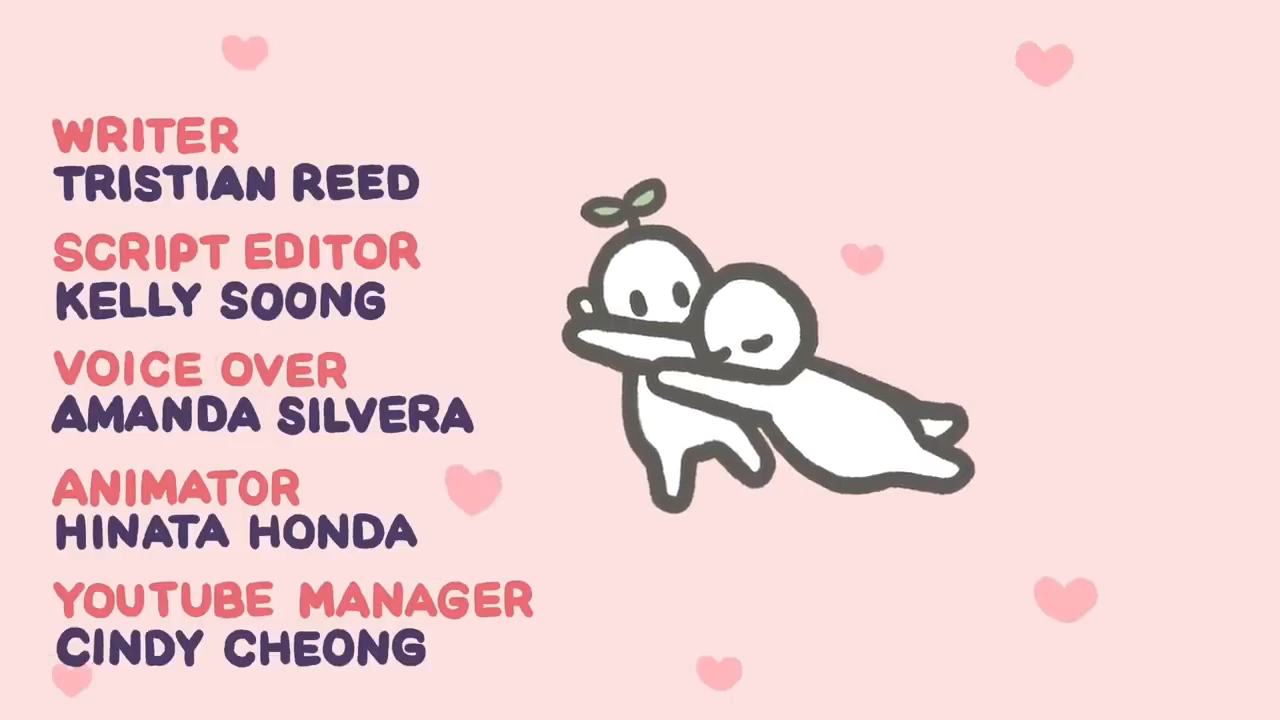 WRITER
TRISTIAN REED
SCRIPT EDITOR
KELLY SOONG
VOICE OVER
AMANDA SILVERA
ANIMATOR
HINATA HONDA
YOUTUBE MANAGER
CINDY CHEONG